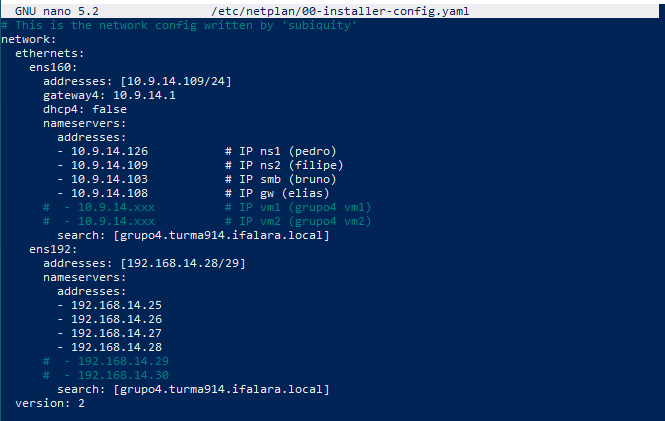 GNU nano 5.2 /etc/netplan/00-installer-config.yaml
# This is the network config written by 'subiquity'
network:
  ethernets:
    ens160:
      addresses: [10.9.14.109/24]
      gateway4: 10.9.14.1
      dhcp4: false
      nameservers:
        addresses:
        - 10.9.14.126           # IP ns1 (pedro)
        - 10.9.14.109           # IP ns2 (filipe)
        - 10.9.14.103           # IP smb (bruno)
        - 10.9.14.108           # IP gw (elias)
      #  - 10.9.14.xxx          # IP vm1 (grupo4 vm1)
      #  - 10.9.14.xxx          # IP vm2 (grupo4 vm2)
        search: [grupo4.turma914.ifalara.local]
    ens192:
      addresses: [192.168.14.28/29]
      nameservers:
        addresses:
        - 192.168.14.25
        - 192.168.14.26
        - 192.168.14.27
        - 192.168.14.28
      #  - 192.168.14.29
      #  - 192.168.14.30
        search: [grupo4.turma914.ifalara.local]
  version: 2